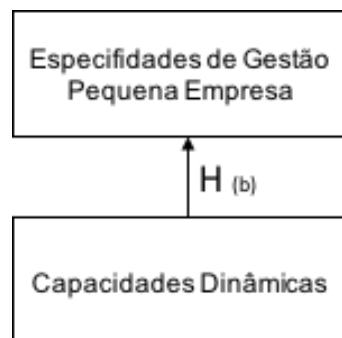 Especifidades de Gestão
Pequena Empresa
H (b)
Capacidades Dinâmicas